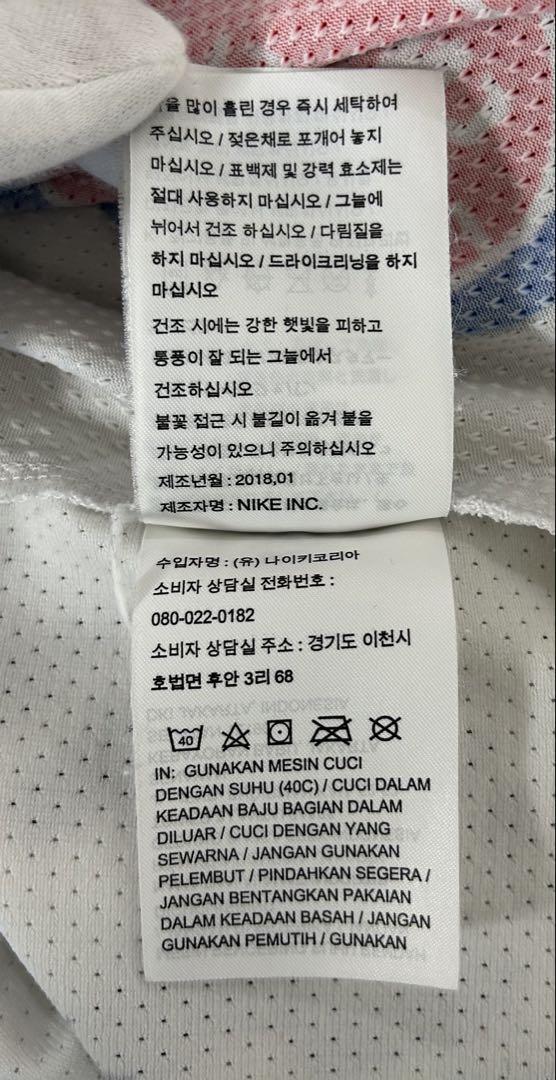 많이 흘린 경우 즉시 세탁하여
주십시오 / 젖은채로 포개어 놓지
마십시오 / 표백제 및 강력 효소제는
절대 사용하지 마십시오 / 그늘에
뉘어서 건조 하십시오 / 다림질을
하지 마십시오 / 드라이크리닝을 하지
마십시오
건조 시에는 강한 햇빛을 피하고
통풍이 잘 되는 그늘에서
건조하십시오
불꽃 접근 시 불길이 옮겨 붙을
가능성이 있으니 주의하십시오
제조년월 : 2018,01
제조자명 : NIKE INC.
수입자명 : (유) 나이키코리아
소비자 상담실 전화번호 :
080-022-0182
소비자 상담실 주소 : 경기도 이천시
호법면 후안 3리 68
40
IN: GUNAKAN MESIN CUCI
DENGAN SUHU (40C) / CUCI DALAM
KEADAAN BAJU BAGIAN DALAM
DILUAR / CUCI DENGAN YANG
SEWARNA / JANGAN GUNAKAN
PELEMBUT / PINDAHKAN SEGERA /
JANGAN BENTANGKAN PAKAIAN
DALAM KEADAAN BASAH / JANGAN
GUNAKAN PEMUTIH / GUNAKAN